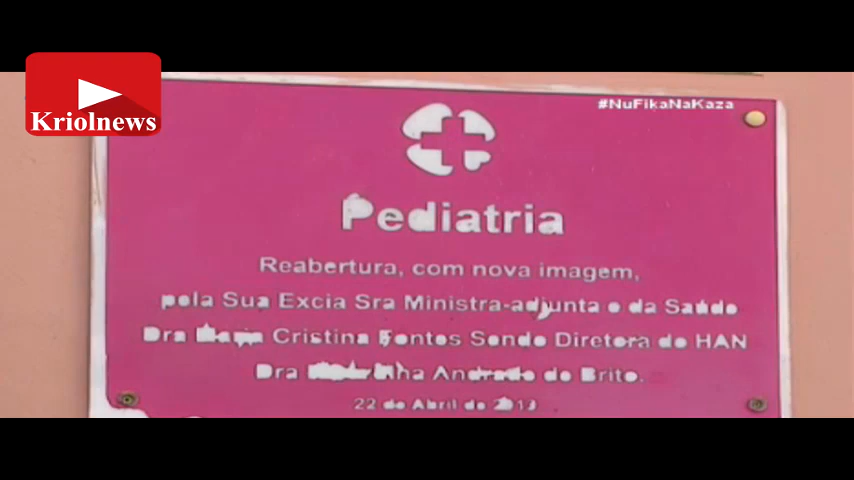 Kriolnews
#NuFikaNaKaza
Pediatria
Reabertura, com nova imagem,
pela Sua Excia Sra Ministra-adjunta e da Saúde
Dra Maria Cristina Fontes Sendo Diretora do HAN
Dra Andrade de Brito.
22 de Abril de